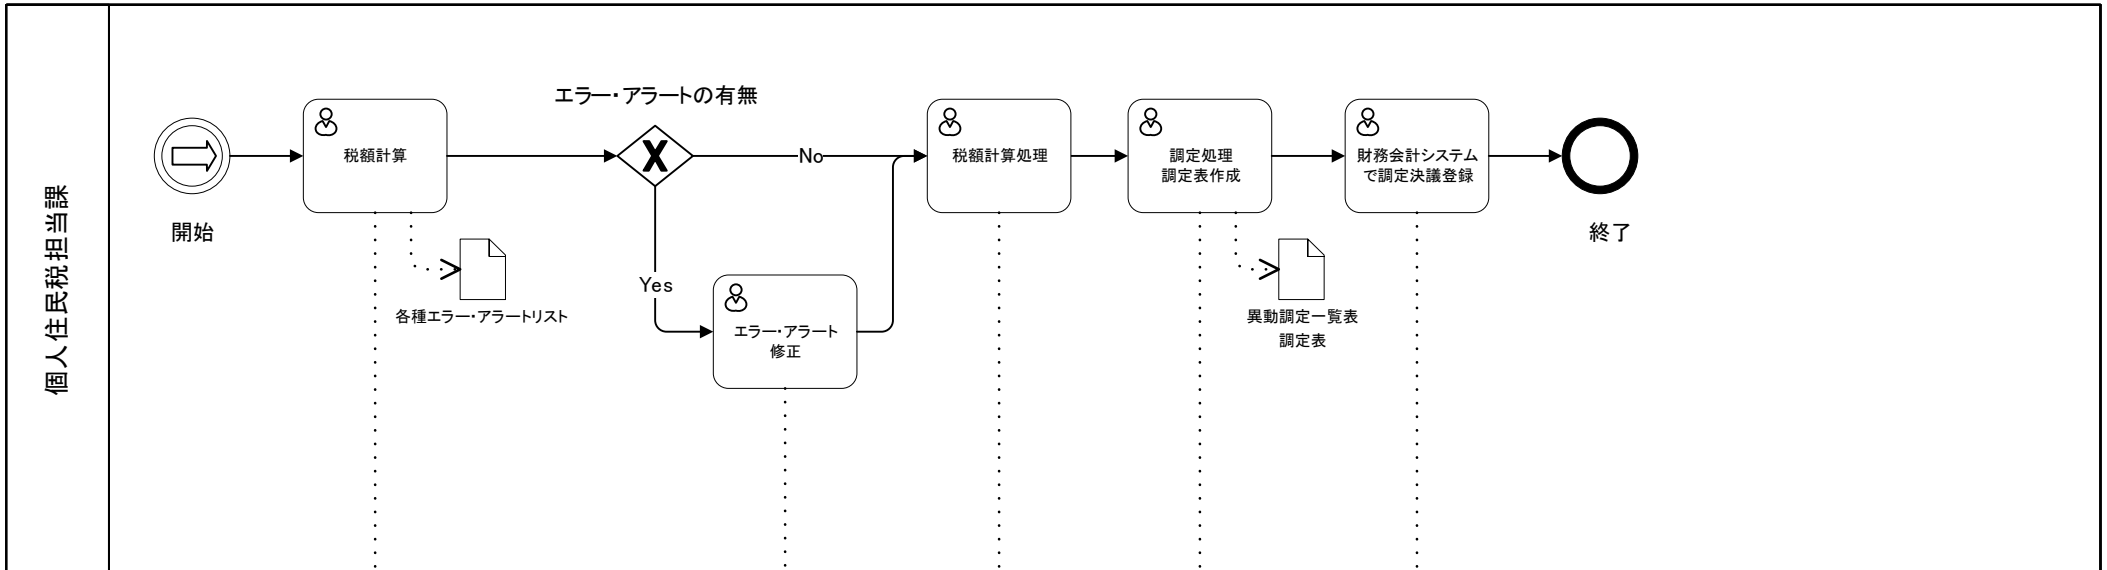 個人住民税担当課
開始
税額計算
各種エラー・アラートリスト
エラー・アラートの有無
No
Yes
エラー・アラート
修正
税額計算処理
調定処理
調定表作成
異動調定一覧表
調定表
財務会計システム
で調定決議登録
終了